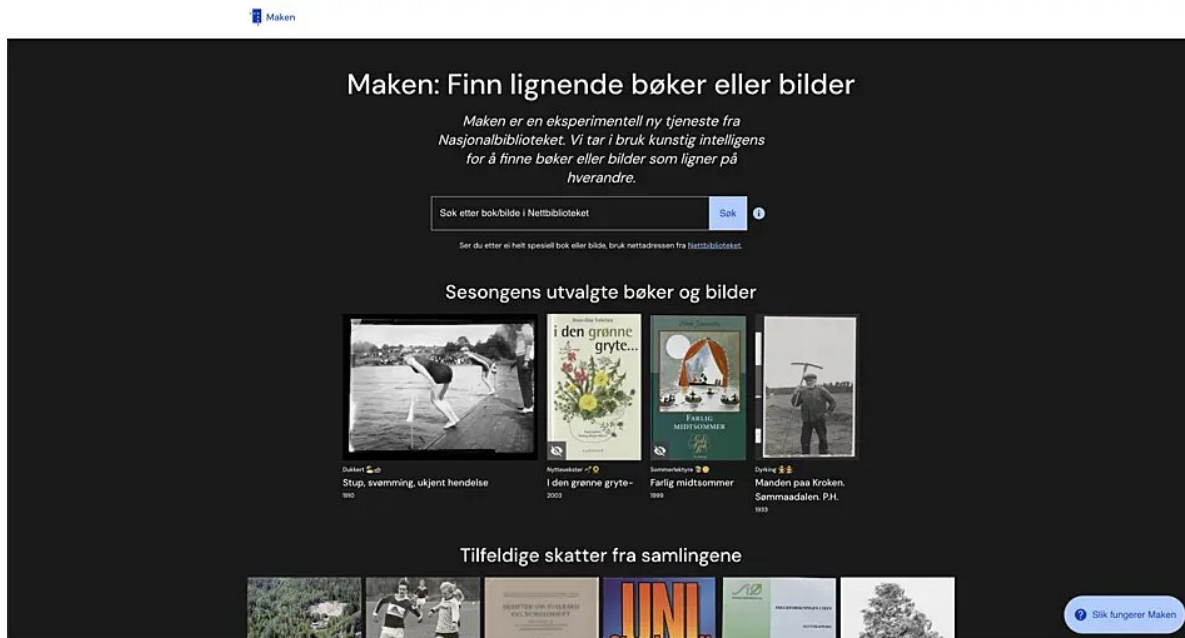 Maken
Maken: Finn lignende bøker eller bilder
Maken er en eksperimentell ny tjeneste fra
Nasjonalbiblioteket. Vi tar i bruk kunstig intelligens
for å finne bøker eller bilder som ligner på
hverandre.
Søk etter bok/bilde i Nettbiblioteket
Søk
Ser du etter ei helt spesiell bok eller bilde, bruk nettadressen fra Nettbiblioteket.
Sesongens utvalgte bøker og bilder
i den grønne
gryte...
FARLIG
MIDTSOMMER
Dukkert
Stup, svømming, ukjent hendelse
1910
Nyttevekster
I den grønne gryte-
2003
Sommerlektyre
Farlig midtsommer
1999
Dyrking
Manden paa Kroken.
Sømmaadalen. P.H.
1933
Tilfeldige skatter fra samlingene
UNI
Slik fungerer Maken